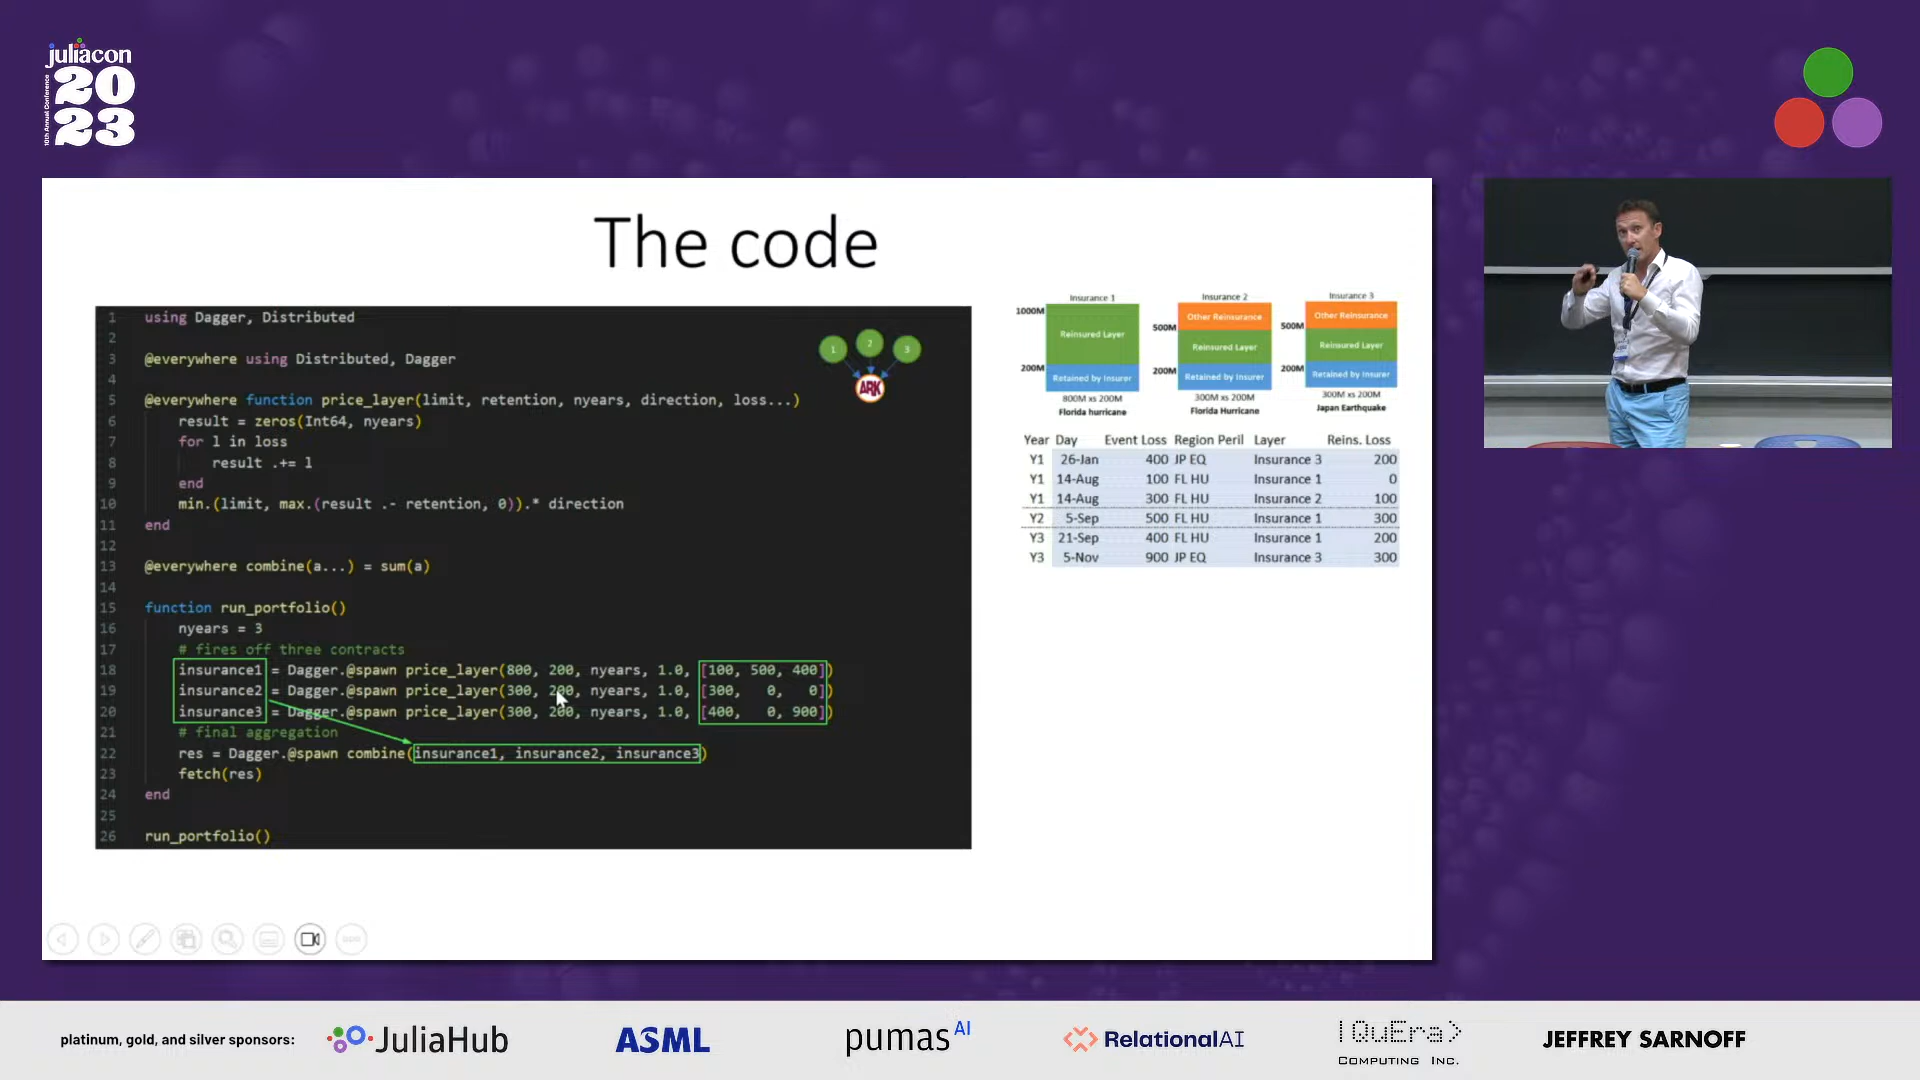 juliacon
2023
10th Annual Conference
The code
1 using Dagger, Distributed
2
3 @everywhere using Distributed, Dagger
4
5 @everywhere function price_layer(limit, retention, nyears, direction, loss...)
6 result = zeros(Int64, nyears)
7 for l in loss
8 result .+= l
9 end
10 min.(limit, max.(result .- retention, 0)).* direction
11 end
12
13 @everywhere combine(a...) = sum(a)
14
15 function run_portfolio()
16 nyears = 3
17 # fires off three contracts
18 insurance1 = Dagger.@spawn price_layer(800, 200, nyears, 1.0, [100, 500, 400])
19 insurance2 = Dagger.@spawn price_layer(300, 200, nyears, 1.0, [300, 0, 0])
20 insurance3 = Dagger.@spawn price_layer(300, 200, nyears, 1.0, [400, 0, 900])
21 # final aggregation
22 res = Dagger.@spawn combine(insurance1, insurance2, insurance3)
23 fetch(res)
24 end
25
26 run_portfolio()
1 2 3
ARK
Insurance 1
1000M
Reinsured Layer
200M
Retained by Insurer
800M xs 200M
Florida hurricane
Insurance 2
Other Reinsurance
500M
Reinsured Layer
200M
Retained by Insurer
300M xs 200M
Florida Hurricane
Insurance 3
Other Reinsurance
500M
Reinsured Layer
200M
Retained by Insurer
300M xs 200M
Japan Earthquake
Year Day Event Loss Region Peril Layer Reins. Loss
Y1 26-Jan 400 JP EQ Insurance 3 200
Y1 14-Aug 100 FL HU Insurance 1 0
Y1 14-Aug 300 FL HU Insurance 2 100
Y2 5-Sep 500 FL HU Insurance 1 300
Y3 21-Sep 400 FL HU Insurance 1 200
Y3 5-Nov 900 JP EQ Insurance 3 300
platinum, gold, and silver sponsors:
JuliaHub
ASML
pumasAI
RelationalAI
|QuEra>
COMPUTING INC.
JEFFREY SARNOFF